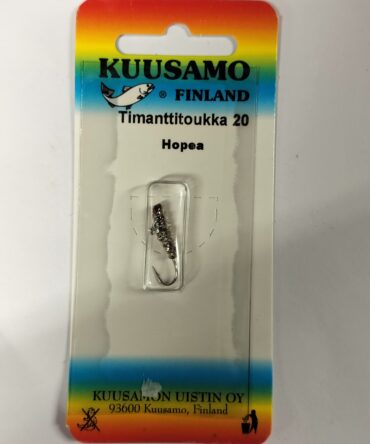 KUUSAMO
® FINLAND
Timanttitoukka 20
Hopea
KUUSAMON UISTIN OY
93600 Kuusamo, Finland